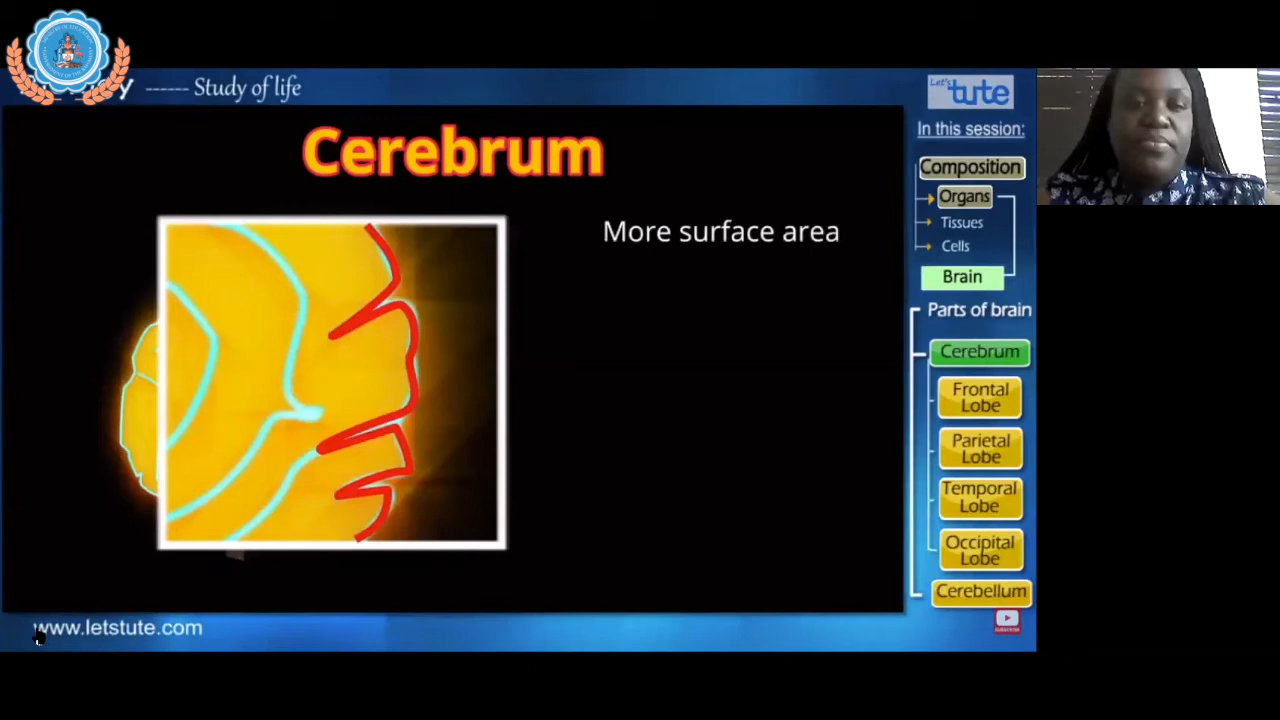 ------ Study of life
Let's
tute
In this session:
Cerebrum
Composition
Organs
Tissues
Cells
Brain
More surface area
Parts of brain
Cerebrum
Frontal
Lobe
Parietal
Lobe
Temporal
Lobe
Occipital
Lobe
Cerebellum
SUBSCRIBE
www.letstute.com